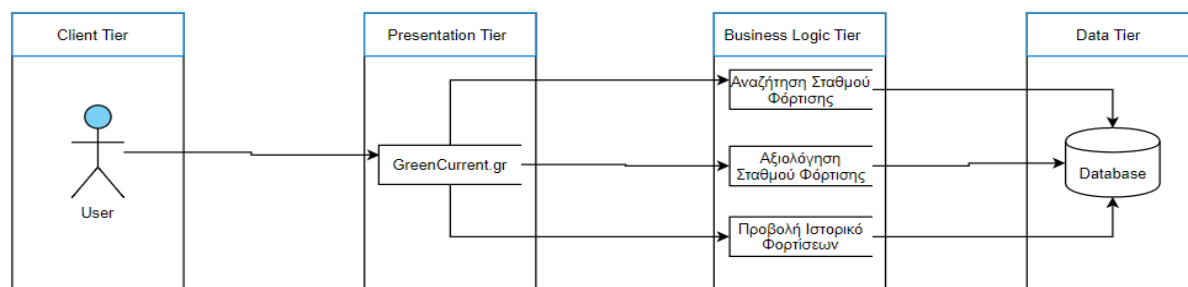 Client Tier
Presentation Tier
Business Logic Tier
Data Tier
User
GreenCurrent.gr
Αναζήτηση Σταθμού
Φόρτισης
Αξιολόγηση
Σταθμού Φόρτισης
Προβολή Ιστορικό
Φορτίσεων
Database